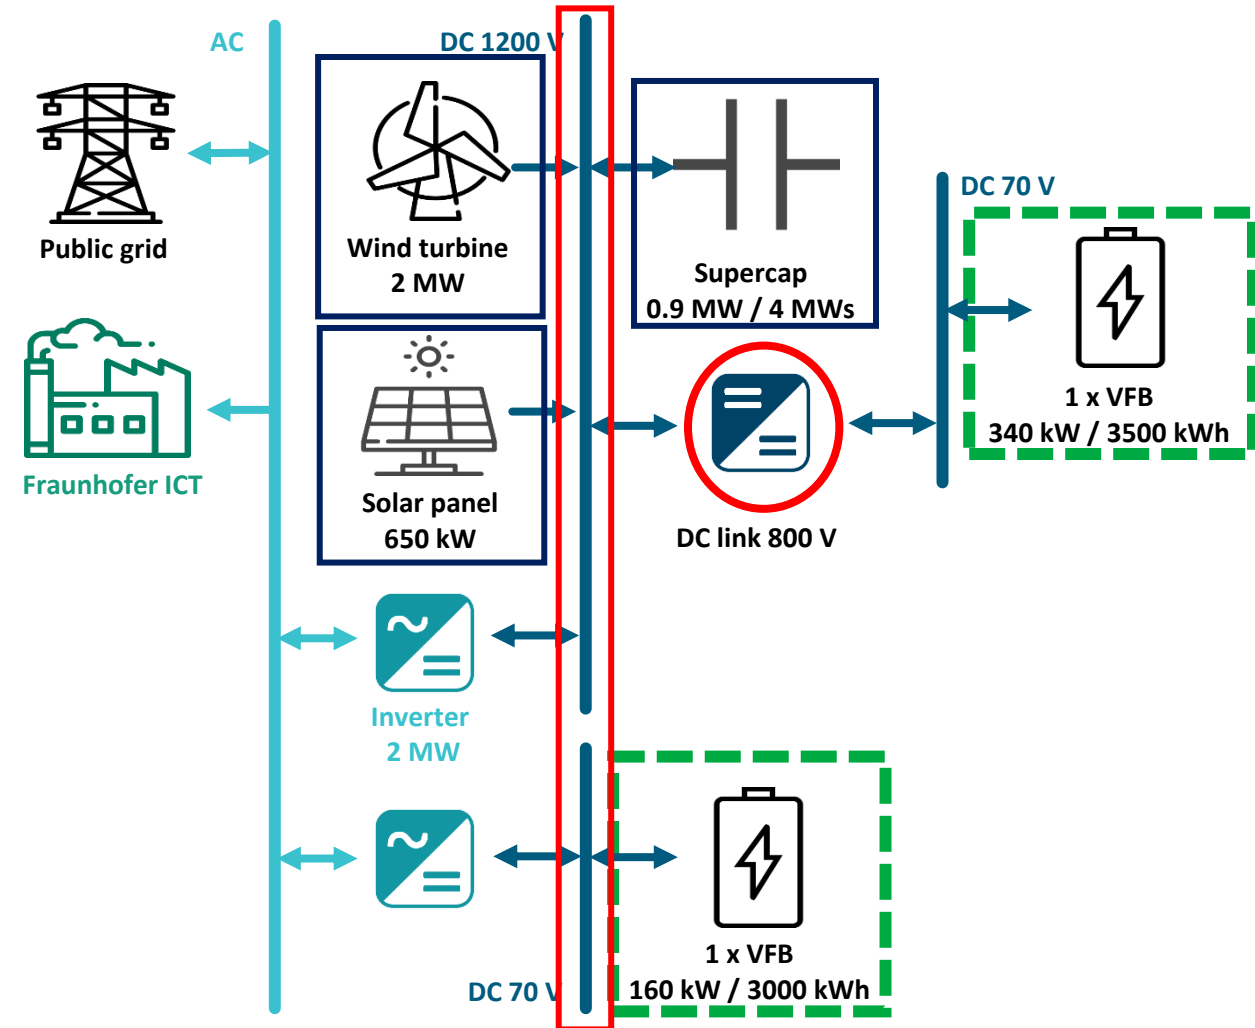 AC
DC 1200 V
Public grid
Wind turbine
2 MW
Supercap
0.9 MW / 4 MWs
DC 70 V
1 x VFB
340 kW / 3500 kWh
Fraunhofer ICT
Solar panel
650 kW
DC link 800 V
Inverter
2 MW
1 x VFB
160 kW / 3000 kWh
DC 70 V